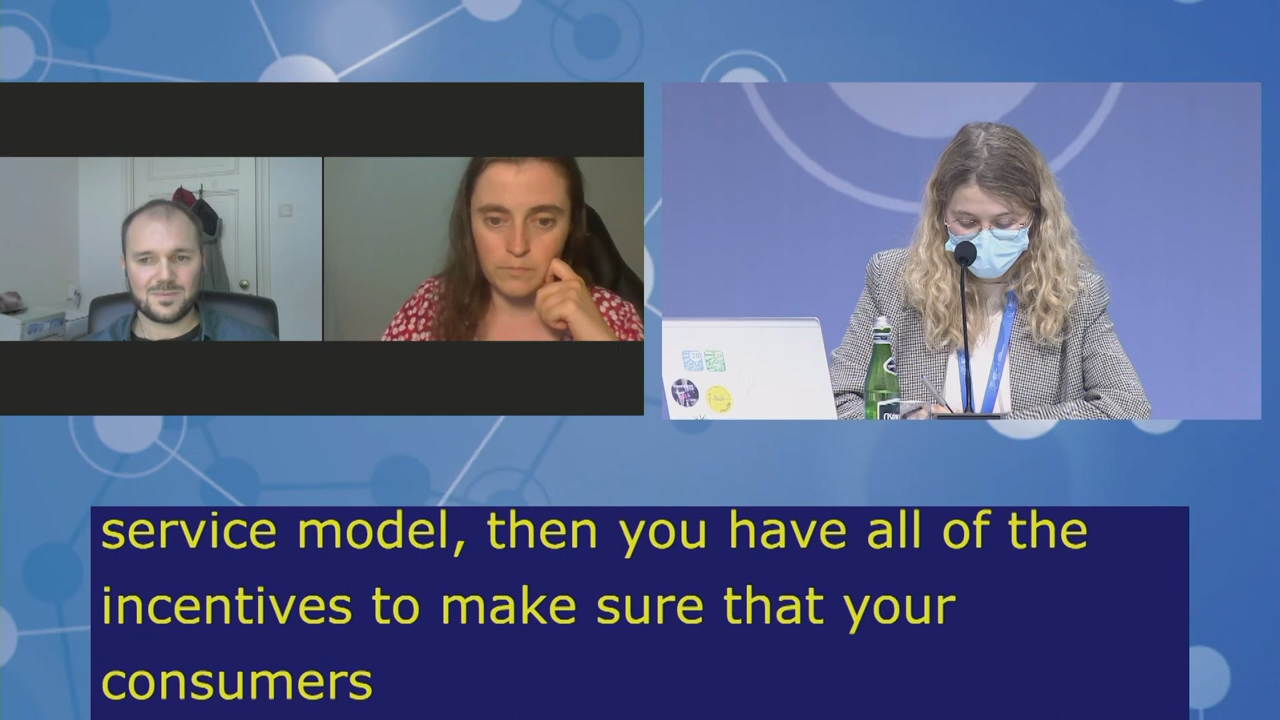 service model, then you have all of the
incentives to make sure that your
consumers